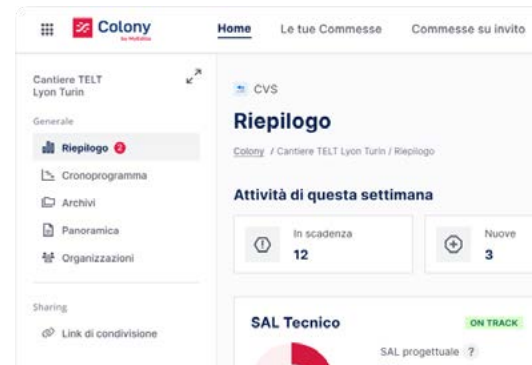 Colony
Home
Le tue Commesse
Commesse su invito
Cantiere TELT
Lyon Turin
Generale
Riepilogo 2
Cronoprogramma
Archivi
Panoramica
Organizzazioni
Sharing
Link di condivisione
CVS
Riepilogo
Colony / Cantiere TELT Lyon Turin / Riepilogo
Attività di questa settimana
In scadenza
12
Nuove
3
SAL Tecnico
ON TRACK
SAL progettuale ?